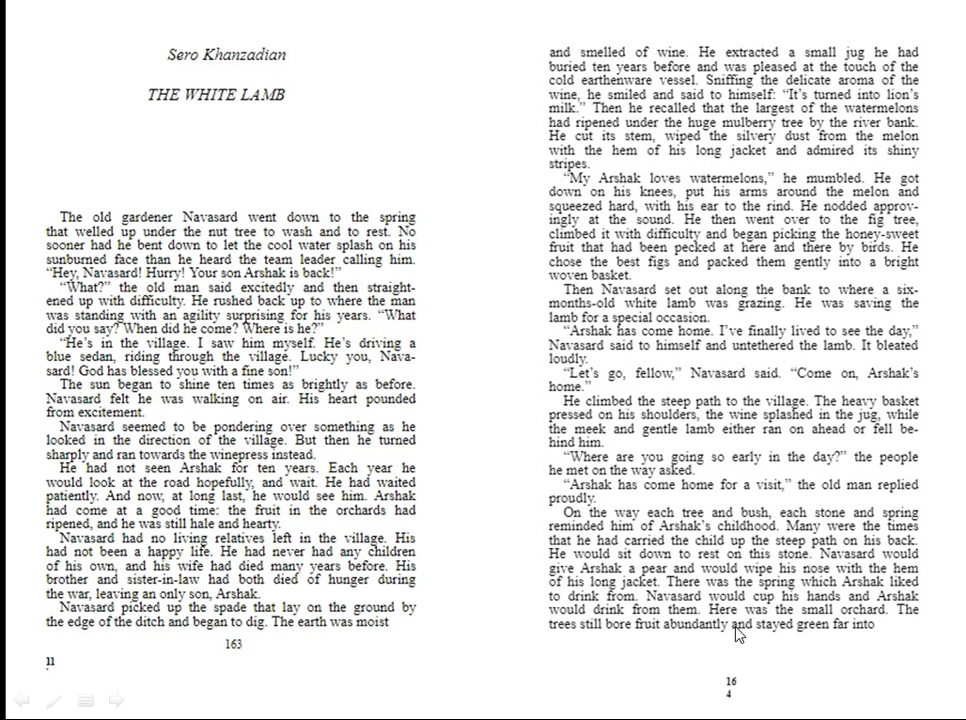 Sero Khanzadian
THE WHITE LAMB
The old gardener Navasard went down to the spring
that welled up under the nut tree to wash and to rest. No
sooner had he bent down to let the cool water splash on his
sunburned face than he heard the team leader calling him.
“Hey, Navasard! Hurry! Your son Arshak is back!”
“What?” the old man said excitedly and then straight-
ened up with difficulty. He rushed back up to where the man
was standing with an agility surprising for his years. “What
did you say? When did he come? Where is he?”
“He’s in the village. I saw him myself. He’s driving a
blue sedan, riding through the village. Lucky you, Nava-
sard! God has blessed you with a fine son!”
The sun began to shine ten times as brightly as before.
Navasard felt he was walking on air. His heart pounded
from excitement.
Navasard seemed to be pondering over something as he
looked in the direction of the village. But then he turned
sharply and ran towards the winepress instead.
He had not seen Arshak for ten years. Each year he
would look at the road hopefully, and wait. He had waited
patiently. And now, at long last, he would see him. Arshak
had come at a good time: the fruit in the orchards had
ripened, and he was still hale and hearty.
Navasard had no living relatives left in the village. His
had not been a happy life. He had never had any children
of his own, and his wife had died many years before. His
brother and sister-in-law had both died of hunger during
the war, leaving an only son, Arshak.
Navasard picked up the spade that lay on the ground by
the edge of the ditch and began to dig. The earth was moist
163
11
and smelled of wine. He extracted a small jug he had
buried ten years before and was pleased at the touch of the
cold earthenware vessel. Sniffing the delicate aroma of the
wine, he smiled and said to himself: “It’s turned into lion’s
milk.” Then he recalled that the largest of the watermelons
had ripened under the huge mulberry tree by the river bank.
He cut its stem, wiped the silvery dust from the melon
with the hem of his long jacket and admired its shiny
stripes.
“My Arshak loves watermelons,” he mumbled. He got
down on his knees, put his arms around the melon and
squeezed hard, with his ear to the rind. He nodded approv-
ingly at the sound. He then went over to the fig tree,
climbed it with difficulty and began picking the honey-sweet
fruit that had been pecked at here and there by birds. He
chose the best figs and packed them gently into a bright
woven basket.
Then Navasard set out along the bank to where a six-
months-old white lamb was grazing. He was saving the
lamb for a special occasion.
“Arshak has come home. I’ve finally lived to see the day,”
Navasard said to himself and untethered the lamb. It bleated
loudly.
“Let’s go, fellow,” Navasard said. “Come on, Arshak’s
home.”
He climbed the steep path to the village. The heavy basket
pressed on his shoulders, the wine splashed in the jug, while
the meek and gentle lamb either ran on ahead or fell be-
hind him.
“Where are you going so early in the day?” the people
he met on the way asked.
“Arshak has come home for a visit,” the old man replied
proudly.
On the way each tree and bush, each stone and spring
reminded him of Arshak’s childhood. Many were the times
that he had carried the child up the steep path on his back.
He would sit down to rest on this stone. Navasard would
give Arshak a pear and would wipe his nose with the hem
of his long jacket. There was the spring which Arshak liked
to drink from. Navasard would cup his hands and Arshak
would drink from them. Here was the small orchard. The
trees still bore fruit abundantly and stayed green far into
16
4